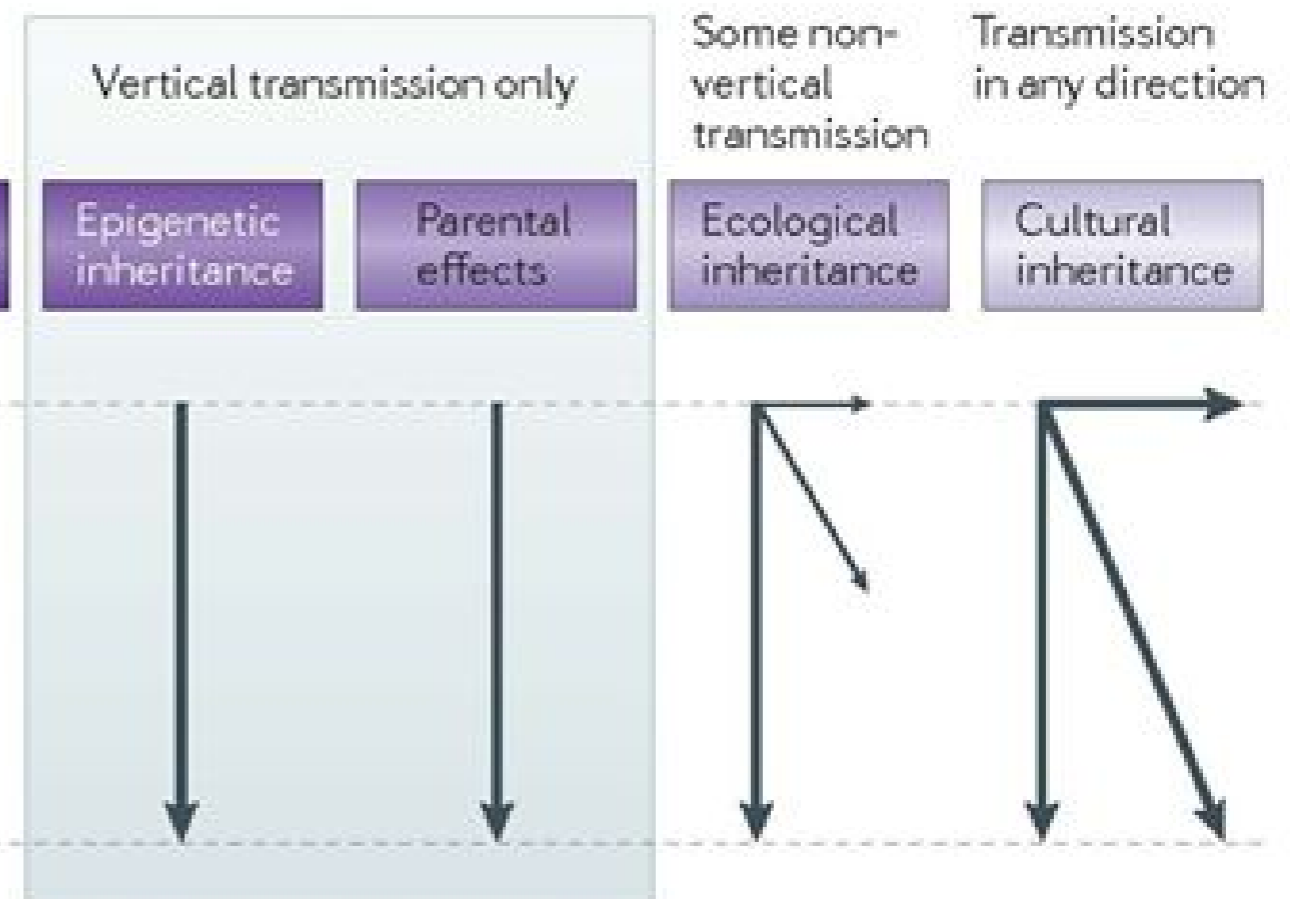 Vertical transmission only
Some non-
vertical
transmission
Transmission
in any direction
Epigenetic
inheritance
Parental
effects
Ecological
inheritance
Cultural
inheritance